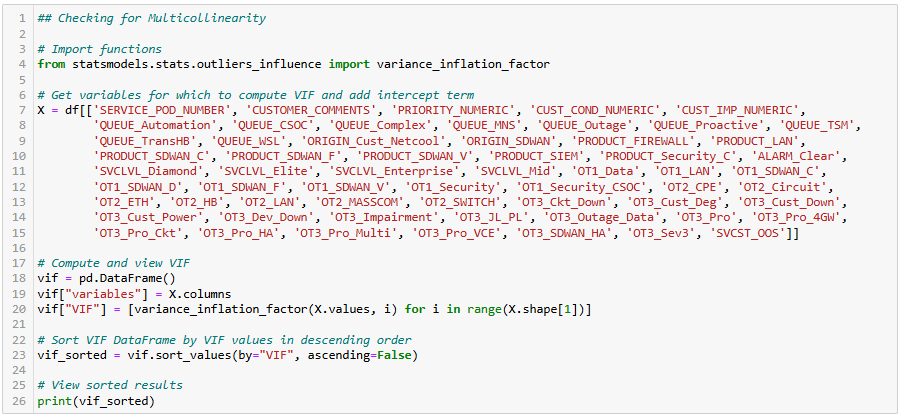 1 ## Checking for Multicollinearity
2
3 # Import functions
4 from statsmodels.stats.outliers_influence import variance_inflation_factor
5
6 # Get variables for which to compute VIF and add intercept term
7 X = df[['SERVICE_POD_NUMBER', 'CUSTOMER_COMMENTS', 'PRIORITY_NUMERIC', 'CUST_COND_NUMERIC', 'CUST_IMP_NUMERIC',
8 'QUEUE_Automation', 'QUEUE_CSOC', 'QUEUE_Complex', 'QUEUE_MNS', 'QUEUE_Outage', 'QUEUE_Proactive', 'QUEUE_TSM',
9 'QUEUE_TransHB', 'QUEUE_WSL', 'ORIGIN_Cust_Netcool', 'ORIGIN_SDWAN', 'PRODUCT_FIREWALL', 'PRODUCT_LAN',
10 'PRODUCT_SDWAN_C', 'PRODUCT_SDWAN_F', 'PRODUCT_SDWAN_V', 'PRODUCT_SIEM', 'PRODUCT_Security_C', 'ALARM_Clear',
11 'SVCLVL_Diamond', 'SVCLVL_Elite', 'SVCLVL_Enterprise', 'SVCLVL_Mid', 'OT1_Data', 'OT1_LAN', 'OT1_SDWAN_C',
12 'OT1_SDWAN_D', 'OT1_SDWAN_F', 'OT1_SDWAN_V', 'OT1_Security', 'OT1_Security_CSOC', 'OT2_CPE', 'OT2_Circuit',
13 'OT2_ETH', 'OT2_HB', 'OT2_LAN', 'OT2_MASSCOM', 'OT2_SWITCH', 'OT3_Ckt_Down', 'OT3_Cust_Deg', 'OT3_Cust_Down',
14 'OT3_Cust_Power', 'OT3_Dev_Down', 'OT3_Impairment', 'OT3_JL_PL', 'OT3_Outage_Data', 'OT3_Pro', 'OT3_Pro_4GW',
15 'OT3_Pro_Ckt', 'OT3_Pro_HA', 'OT3_Pro_Multi', 'OT3_Pro_VCE', 'OT3_SDWAN_HA', 'OT3_Sev3', 'SVCST_OOS']]
16
17 # Compute and view VIF
18 vif = pd.DataFrame()
19 vif["variables"] = X.columns
20 vif["VIF"] = [variance_inflation_factor(X.values, i) for i in range(X.shape[1])]
21
22 # Sort VIF DataFrame by VIF values in descending order
23 vif_sorted = vif.sort_values(by="VIF", ascending=False)
24
25 # View sorted results
26 print(vif_sorted)